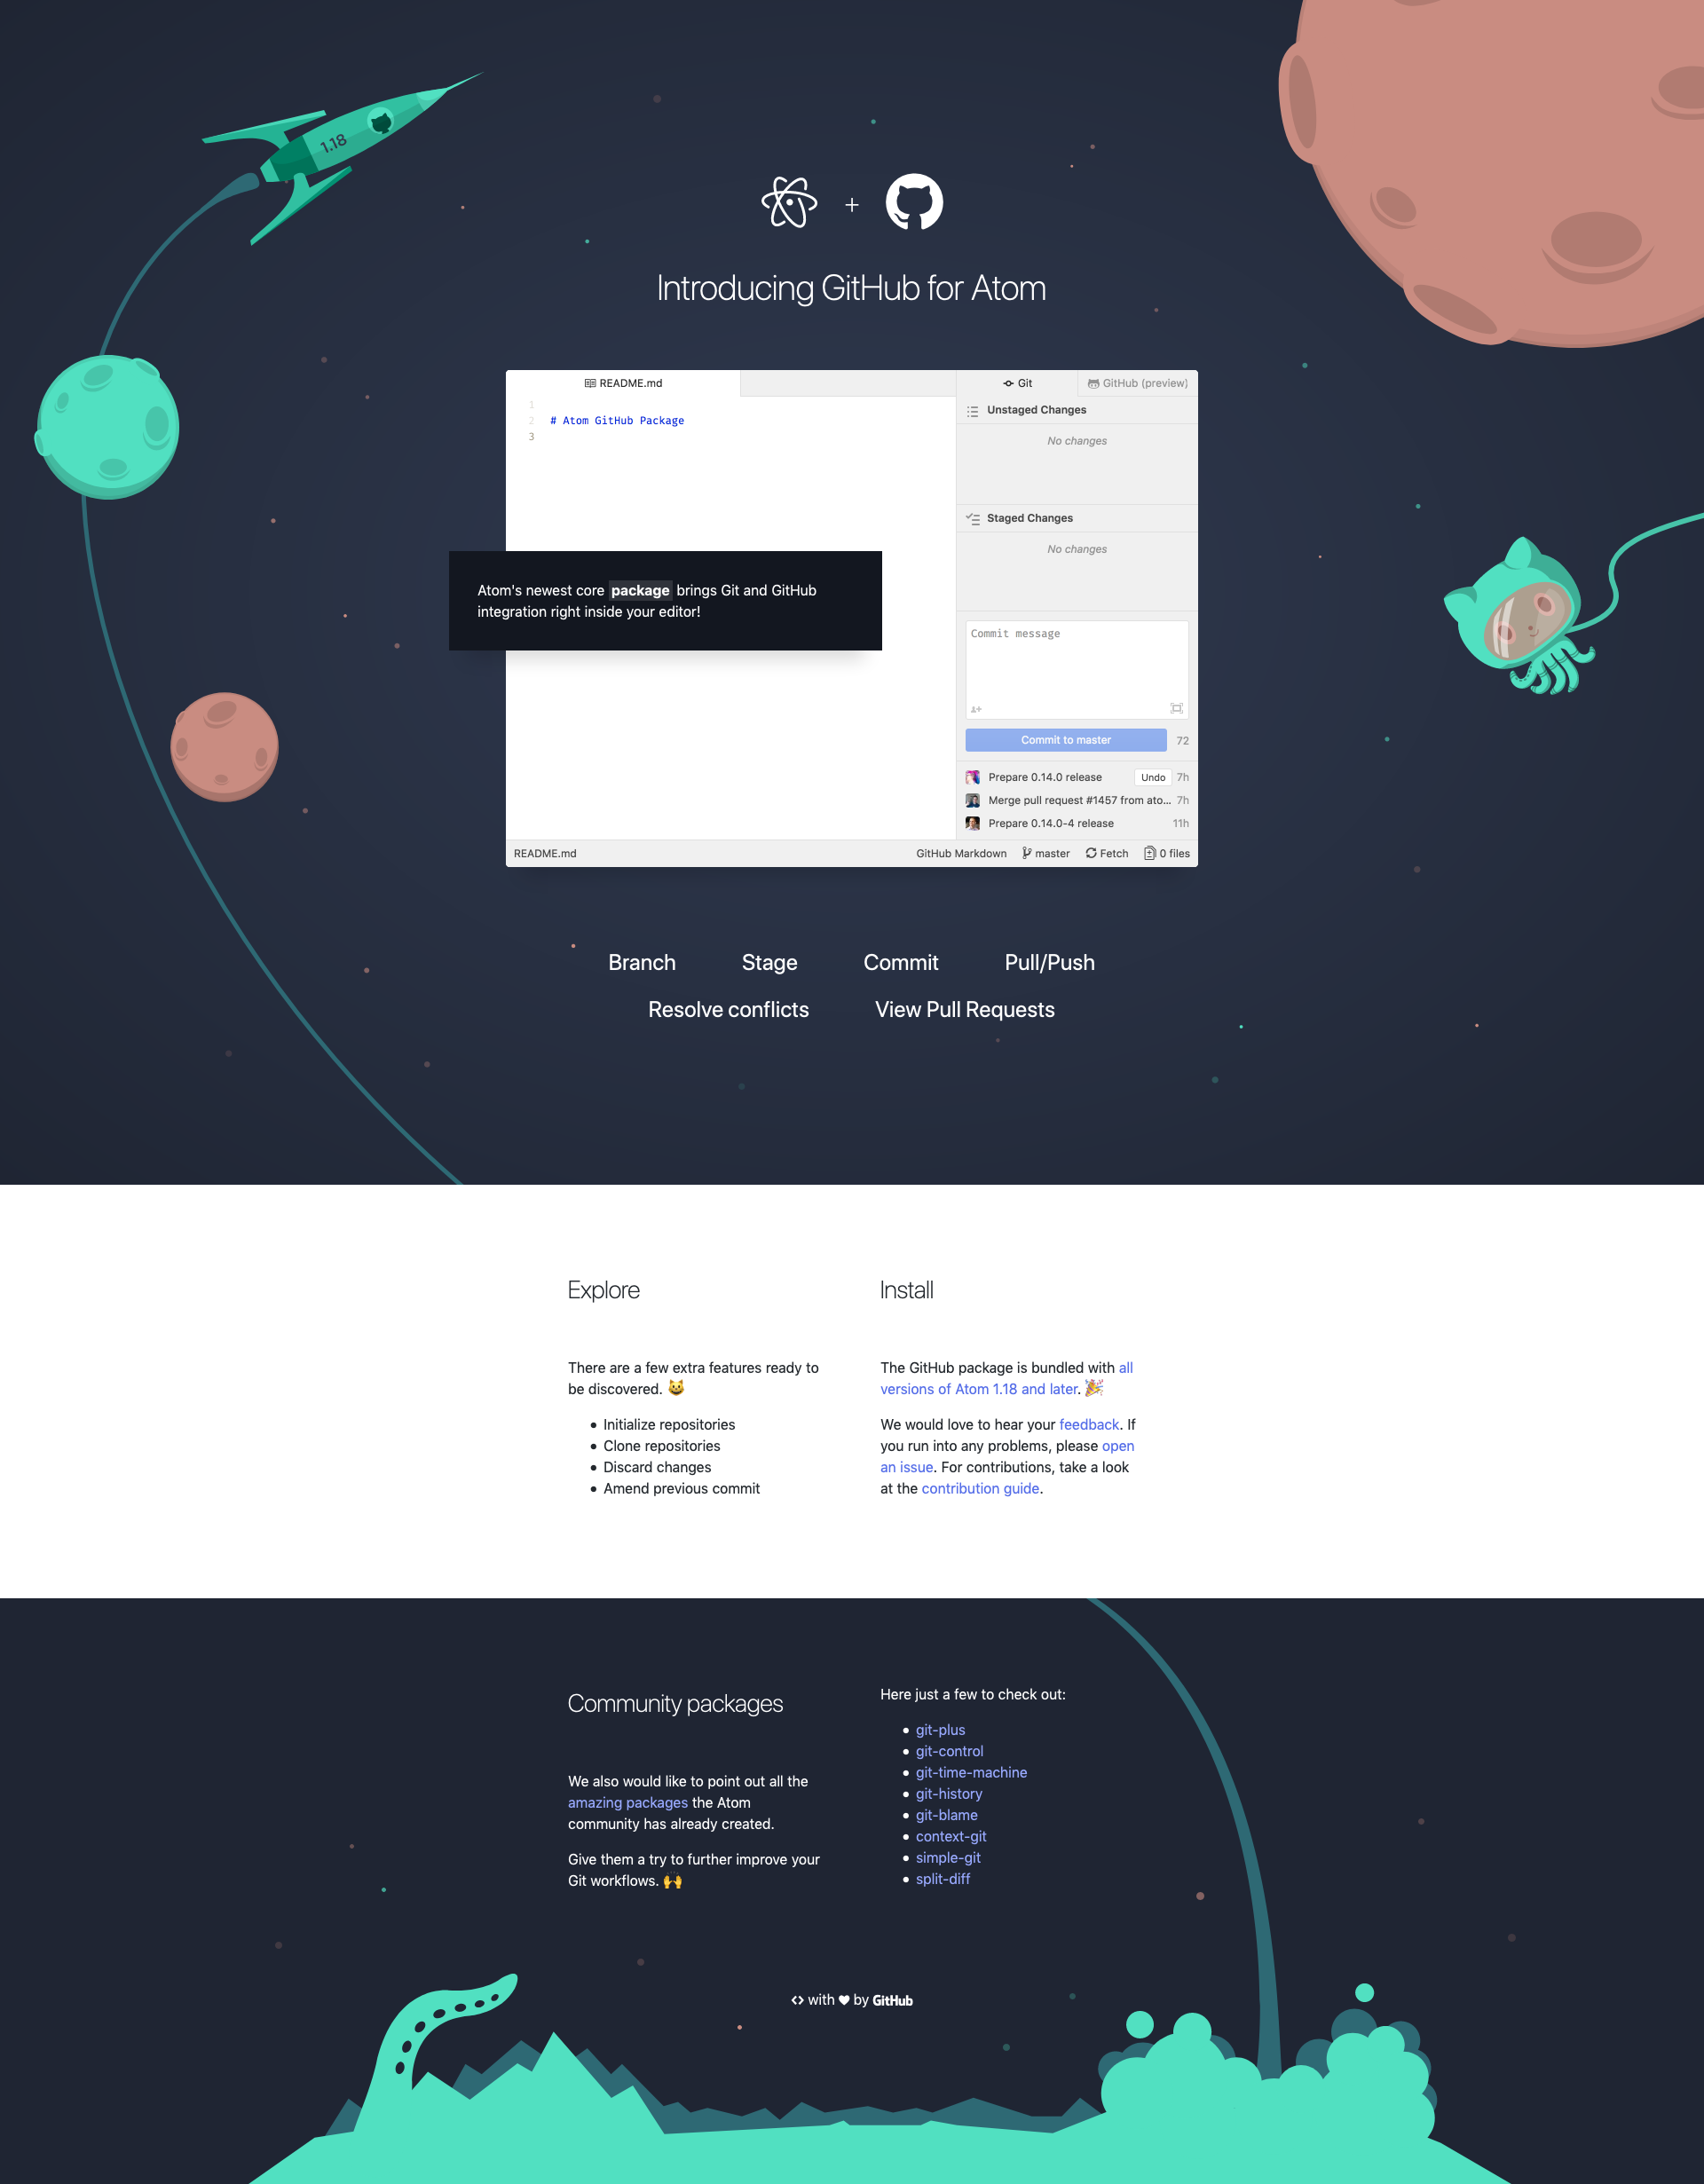 1.18
+
Introducing GitHub for Atom
README.md
Git
GitHub (preview)
1
2 # Atom GitHub Package
3
Unstaged Changes
No changes
Staged Changes
No changes
Atom's newest core package brings Git and GitHub
integration right inside your editor!
Commit message
Commit to master 72
Prepare 0.14.0 release Undo 7h
Merge pull request #1457 from ato... 7h
Prepare 0.14.0-4 release 11h
README.md GitHub Markdown master Fetch 0 files
Branch Stage Commit Pull/Push
Resolve conflicts View Pull Requests
Explore
There are a few extra features ready to
be discovered. 😺
• Initialize repositories
• Clone repositories
• Discard changes
• Amend previous commit
Install
The GitHub package is bundled with all
versions of Atom 1.18 and later. 🎉
We would love to hear your feedback. If
you run into any problems, please open
an issue. For contributions, take a look
at the contribution guide.
Community packages
We also would like to point out all the
amazing packages the Atom
community has already created.
Give them a try to further improve your
Git workflows. 🙌
Here just a few to check out:
• git-plus
• git-control
• git-time-machine
• git-history
• git-blame
• context-git
• simple-git
• split-diff
<> with ♥ by GitHub